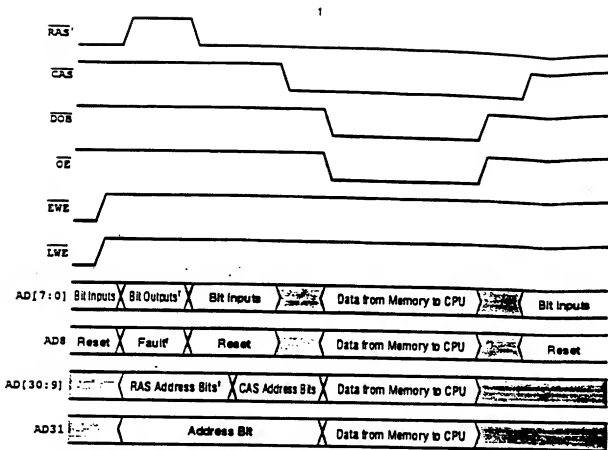 1
RAS¹
CAS
DOB
OE
EWE
LWE
AD[7:0] Bit Inputs Bit Outputs† Bit Inputs Data from Memory to CPU Bit Inputs
AD8 Reset Fault† Reset Data from Memory to CPU Reset
AD[30:9] RAS Address Bits† CAS Address Bits Data from Memory to CPU
AD31 Address Bit Data from Memory to CPU